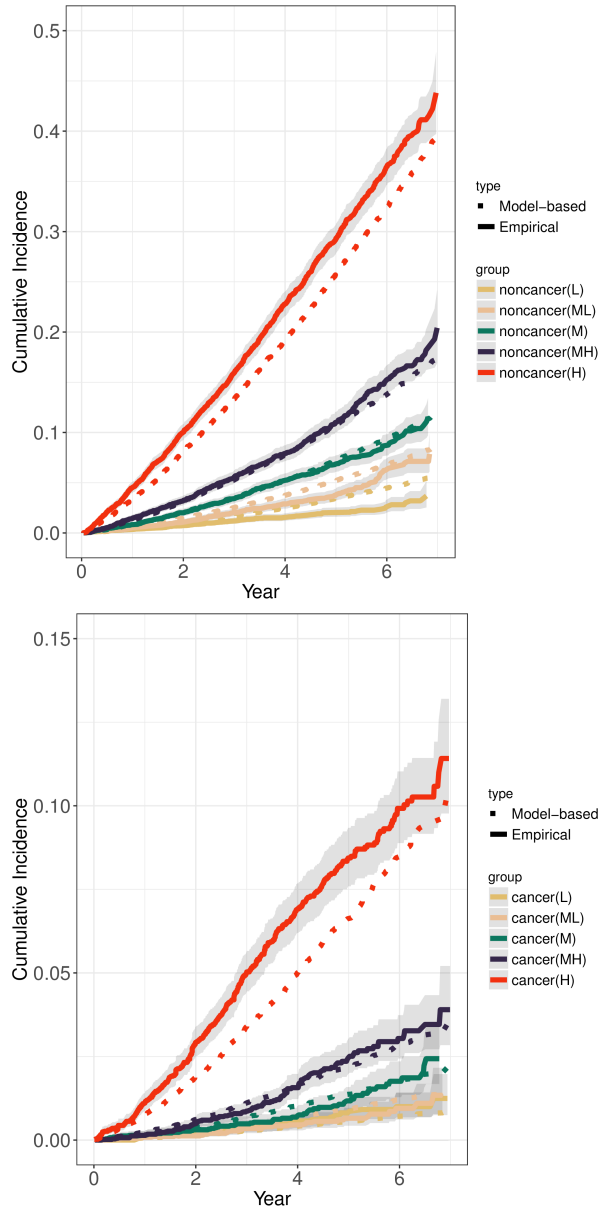 0.5
0.4
0.3
0.2
0.1
0.0
Cumulative Incidence
0 2 4 6
Year
type
Model−based
Empirical
group
noncancer(L)
noncancer(ML)
noncancer(M)
noncancer(MH)
noncancer(H)
0.15
0.10
0.05
0.00
Cumulative Incidence
0 2 4 6
Year
type
Model−based
Empirical
group
cancer(L)
cancer(ML)
cancer(M)
cancer(MH)
cancer(H)